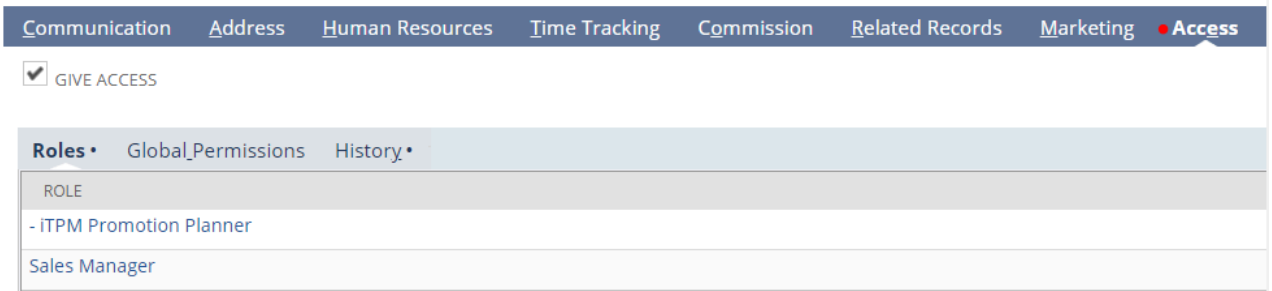 Communication Address Human Resources Time Tracking Commission Related Records Marketing • Access
GIVE ACCESS
Roles • Global Permissions History •
ROLE
- iTPM Promotion Planner
Sales Manager